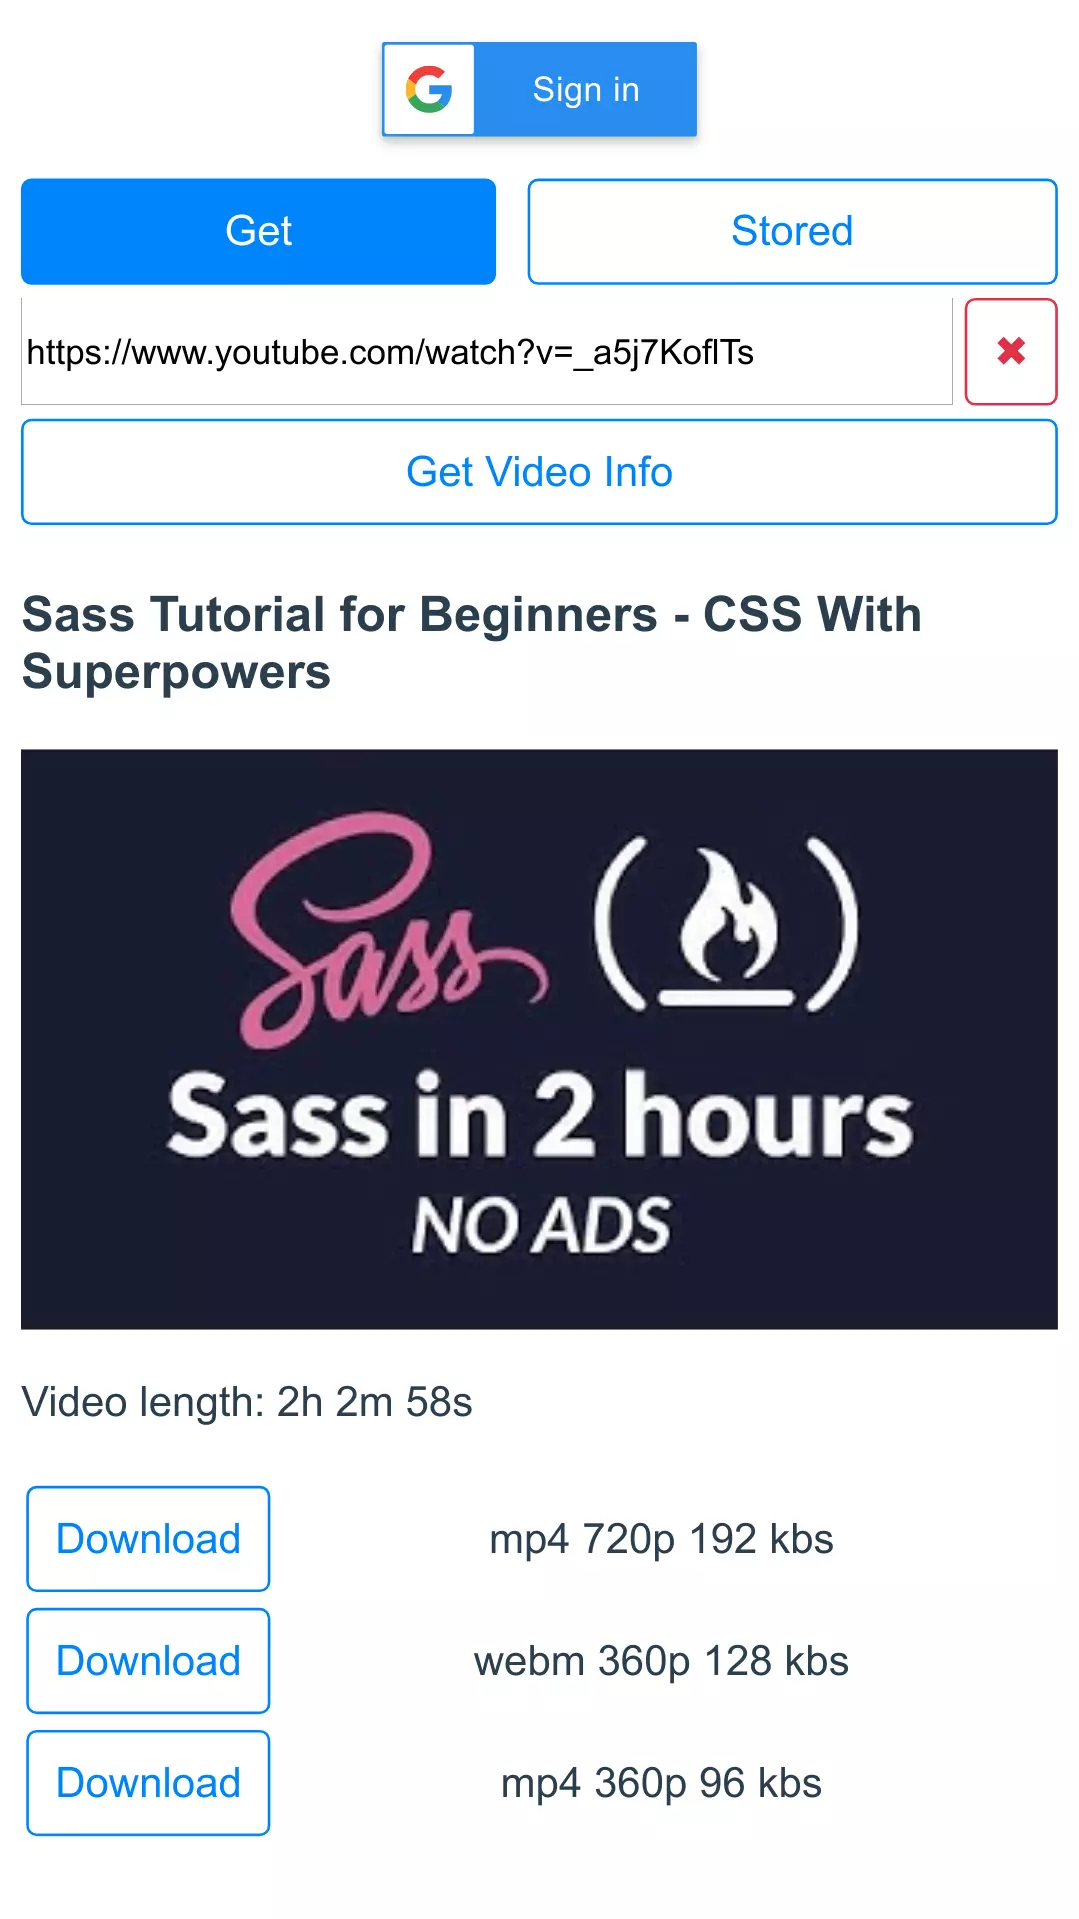 Sign in
Get
Stored
https://www.youtube.com/watch?v=_a5j7KoflTs
✖
Get Video Info
Sass Tutorial for Beginners - CSS With
Superpowers
Sass
Sass in 2 hours
NO ADS
Video length: 2h 2m 58s
Download mp4 720p 192 kbs
Download webm 360p 128 kbs
Download mp4 360p 96 kbs